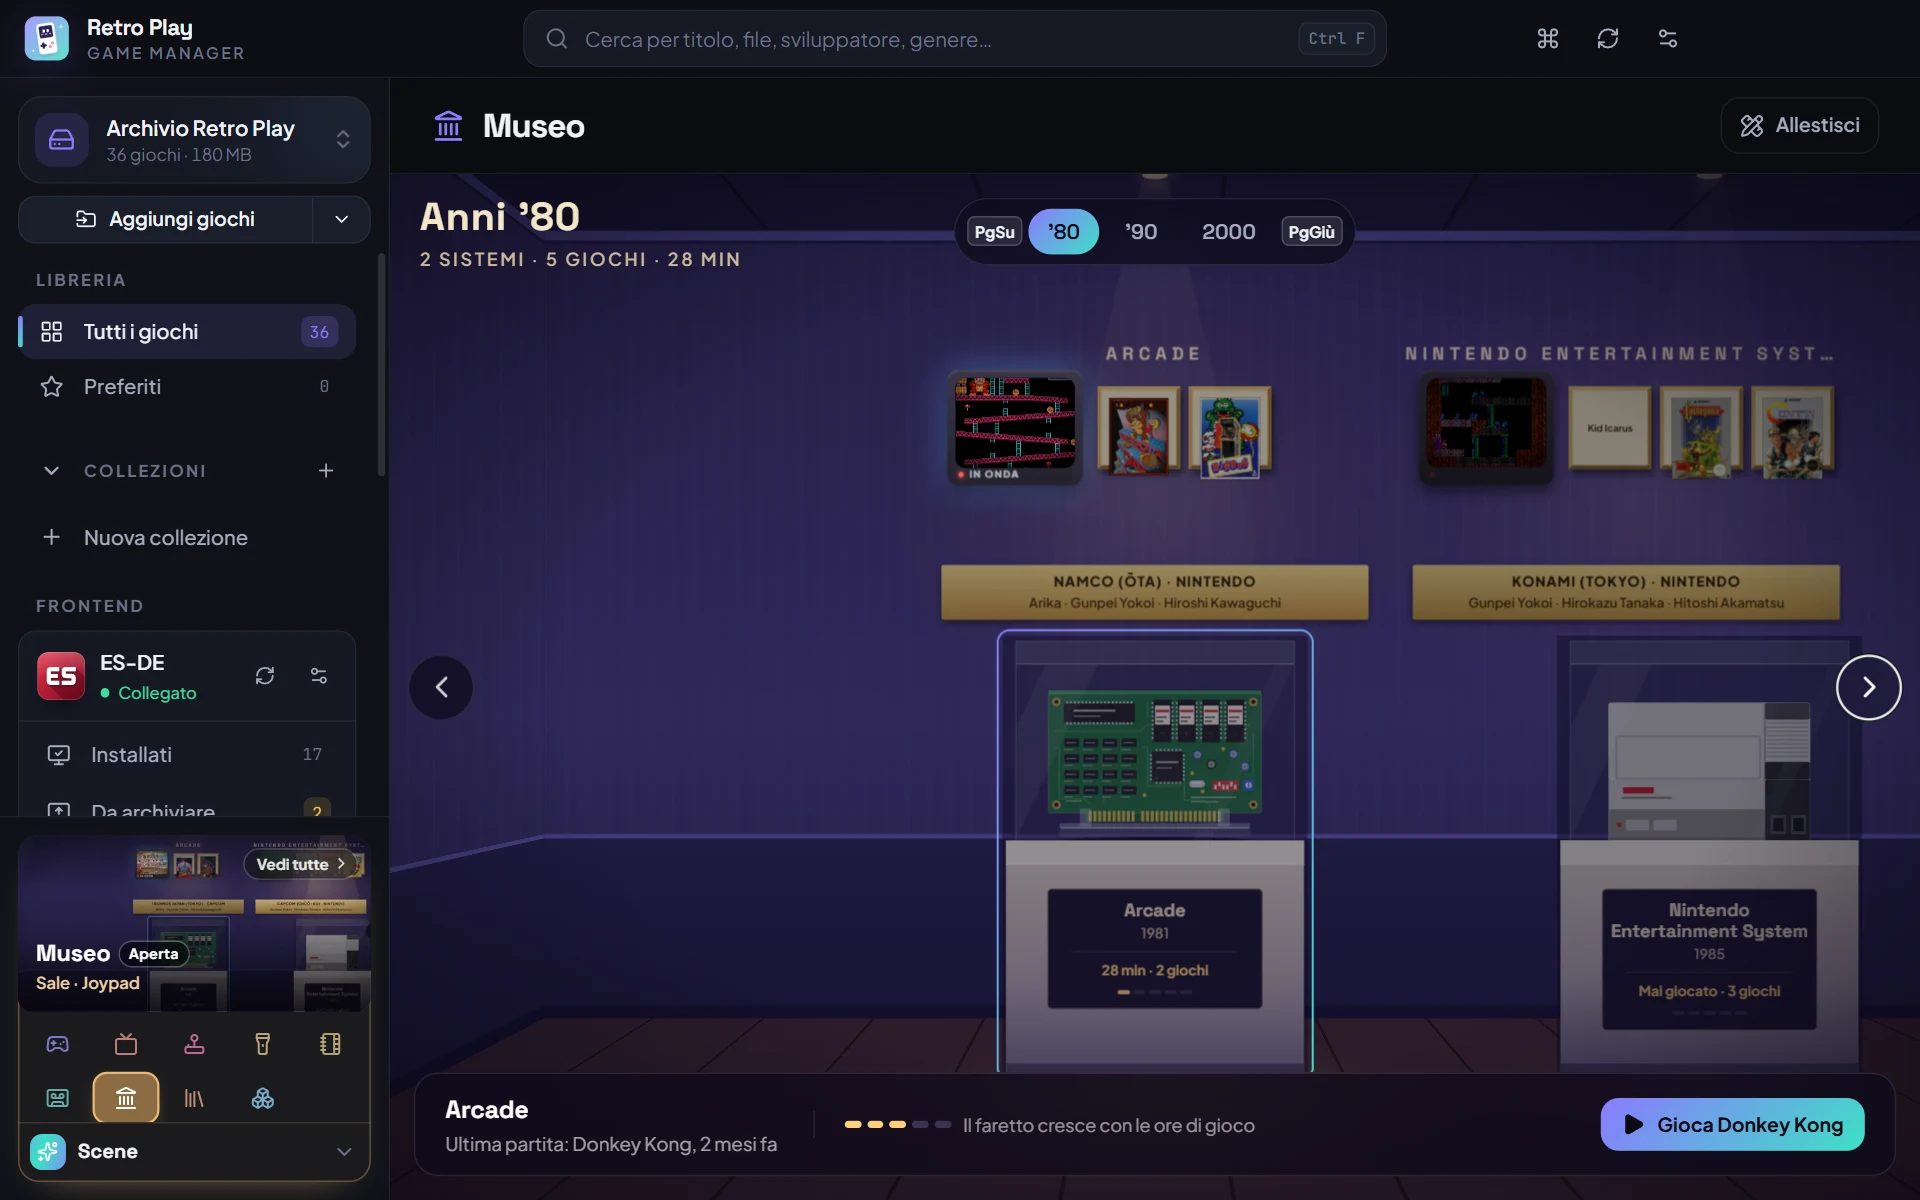 Retro Play
GAME MANAGER
Cerca per titolo, file, sviluppatore, genere…
Ctrl F
Archivio Retro Play
36 giochi · 180 MB
Aggiungi giochi
LIBRERIA
Tutti i giochi
36
Preferiti
0
COLLEZIONI
Nuova collezione
FRONTEND
ES
ES-DE
Collegato
Installati
17
Da archiviare
2
Vedi tutte
Museo
Aperta
Sale · Joypad
Scene
Museo
Allestisci
Anni ’80
2 SISTEMI · 5 GIOCHI · 28 MIN
PgSu
’80
’90
2000
PgGiù
ARCADE
IN ONDA
NAMCO (ŌTA) · NINTENDO
Arika · Gunpei Yokoi · Hiroshi Kawaguchi
Arcade
1981
28 min · 2 giochi
NINTENDO ENTERTAINMENT SYST…
Kid Icarus
KONAMI (TOKYO) · NINTENDO
Gunpei Yokoi · Hirokazu Tanaka · Hitoshi Akamatsu
Nintendo
Entertainment System
1985
Mai giocato · 3 giochi
Arcade
Ultima partita: Donkey Kong, 2 mesi fa
Il faretto cresce con le ore di gioco
Gioca Donkey Kong